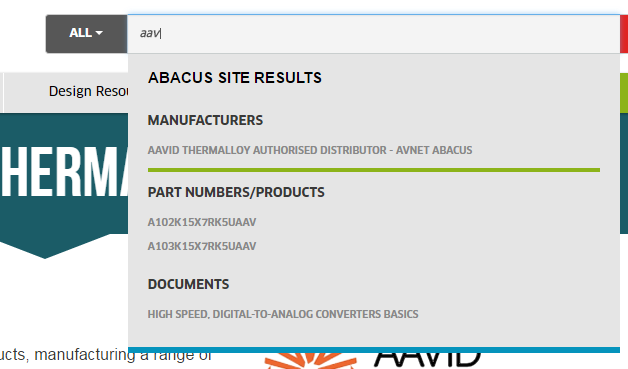 ALL
aav
ABACUS SITE RESULTS
Design Resou
MANUFACTURERS
AAVID THERMALLOY AUTHORISED DISTRIBUTOR - AVNET ABACUS
HERMA
PART NUMBERS/PRODUCTS
A102K15X7RK5UAAV
A103K15X7RK5UAAV
DOCUMENTS
HIGH SPEED, DIGITAL-TO-ANALOG CONVERTERS BASICS
ucts, manufacturing a range of
AAVID